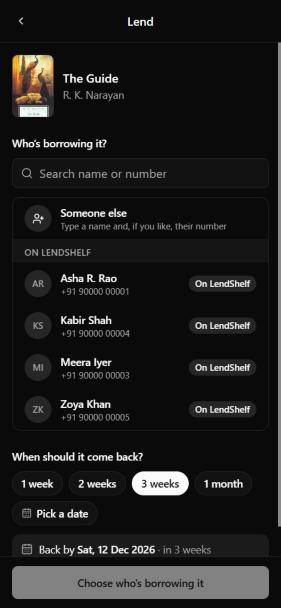 Lend
The Guide
R. K. Narayan
Who's borrowing it?
Search name or number
Someone else
Type a name and, if you like, their number
ON LENDSHELF
AR
Asha R. Rao
+91 90000 00001
On LendShelf
KS
Kabir Shah
+91 90000 00004
On LendShelf
MI
Meera Iyer
+91 90000 00003
On LendShelf
ZK
Zoya Khan
+91 90000 00005
On LendShelf
When should it come back?
1 week
2 weeks
3 weeks
1 month
Pick a date
Back by Sat, 12 Dec 2026 · in 3 weeks
Choose who's borrowing it